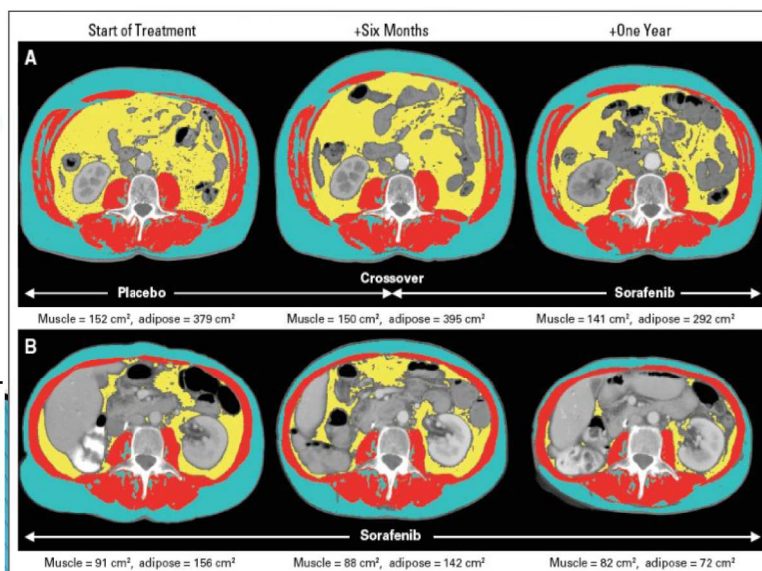 Start of Treatment +Six Months +One Year
A
Crossover
Placebo Sorafenib
Muscle = 152 cm², adipose = 379 cm² Muscle = 150 cm², adipose = 395 cm² Muscle = 141 cm², adipose = 292 cm²
B
Sorafenib
Muscle = 91 cm², adipose = 156 cm² Muscle = 88 cm², adipose = 142 cm² Muscle = 82 cm², adipose = 72 cm²